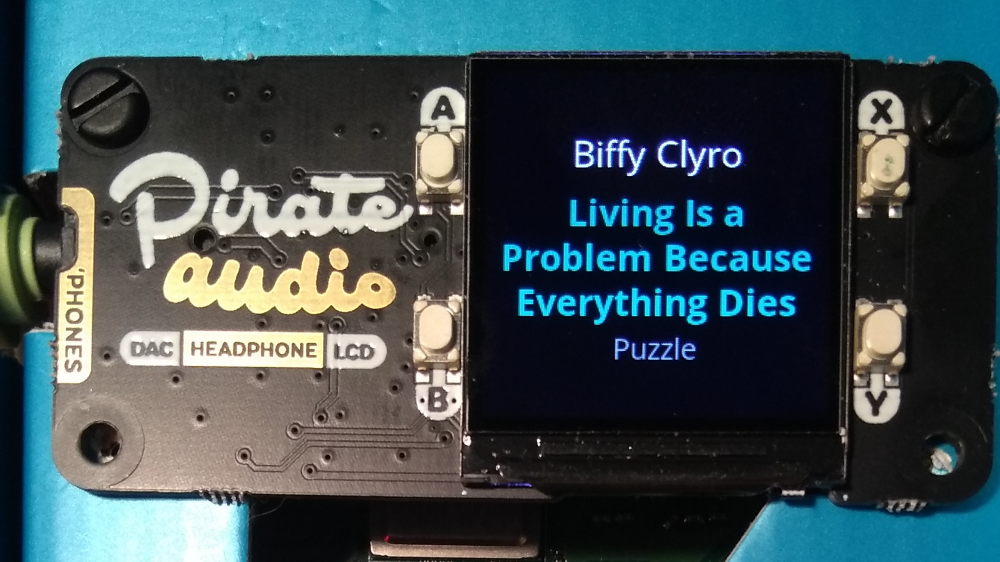 Pirate
audio
'PHONES
DAC HEADPHONE LCD
A
B
Biffy Clyro
Living Is a
Problem Because
Everything Dies
Puzzle
X
Y